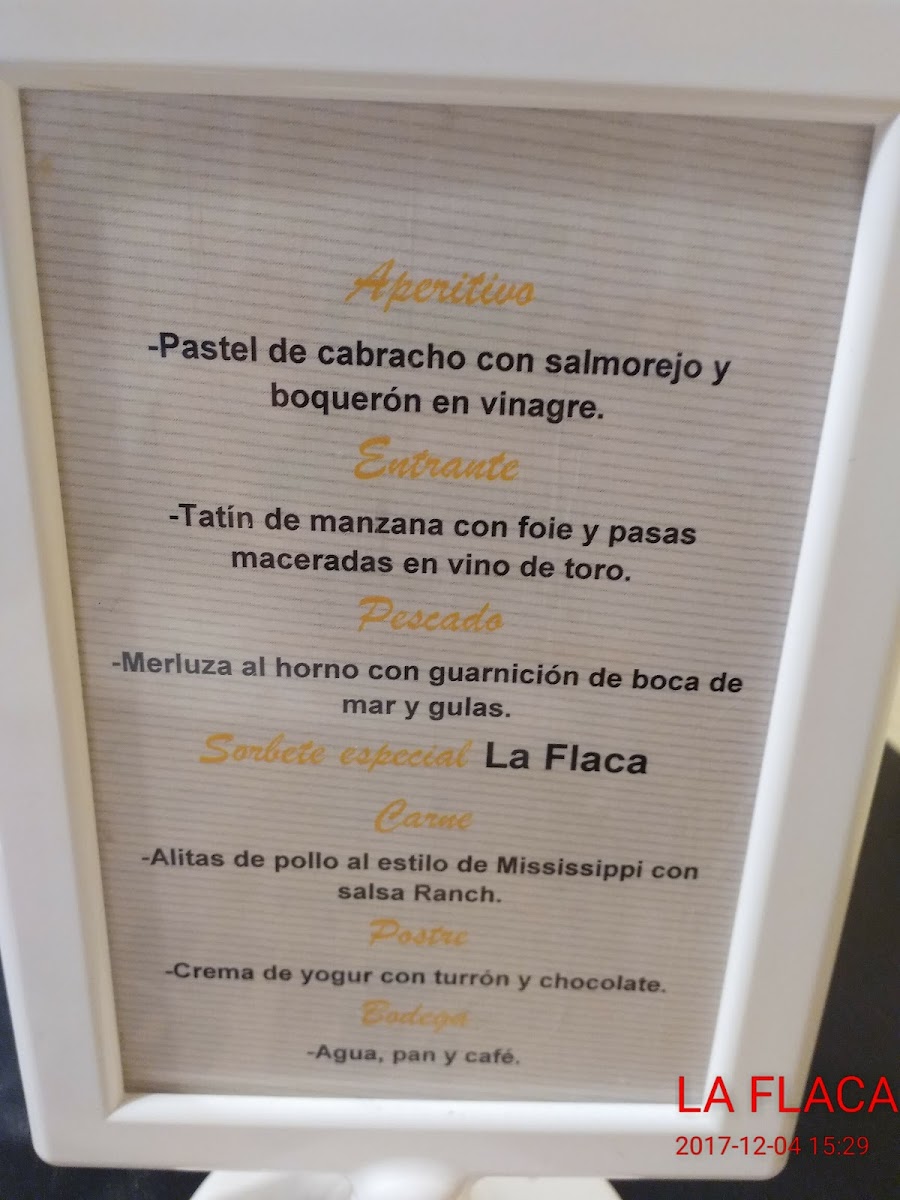 Aperitivo
-Pastel de cabracho con salmorejo y
boquerón en vinagre.
Entrante
-Tatín de manzana con foie y pasas
maceradas en vino de toro.
Pescado
-Merluza al horno con guarnición de boca de
mar y gulas.
Sorbete especial La Flaca
Carne
-Alitas de pollo al estilo de Mississippi con
salsa Ranch.
Postre
-Crema de yogur con turrón y chocolate.
Bodega
-Agua, pan y café.
LA FLACA
2017-12-04 15:29